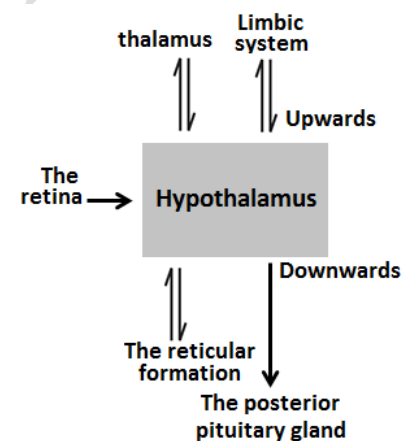 thalamus
Limbic
system
Upwards
The
retina
Hypothalamus
Downwards
The reticular
formation
The posterior
pituitary gland